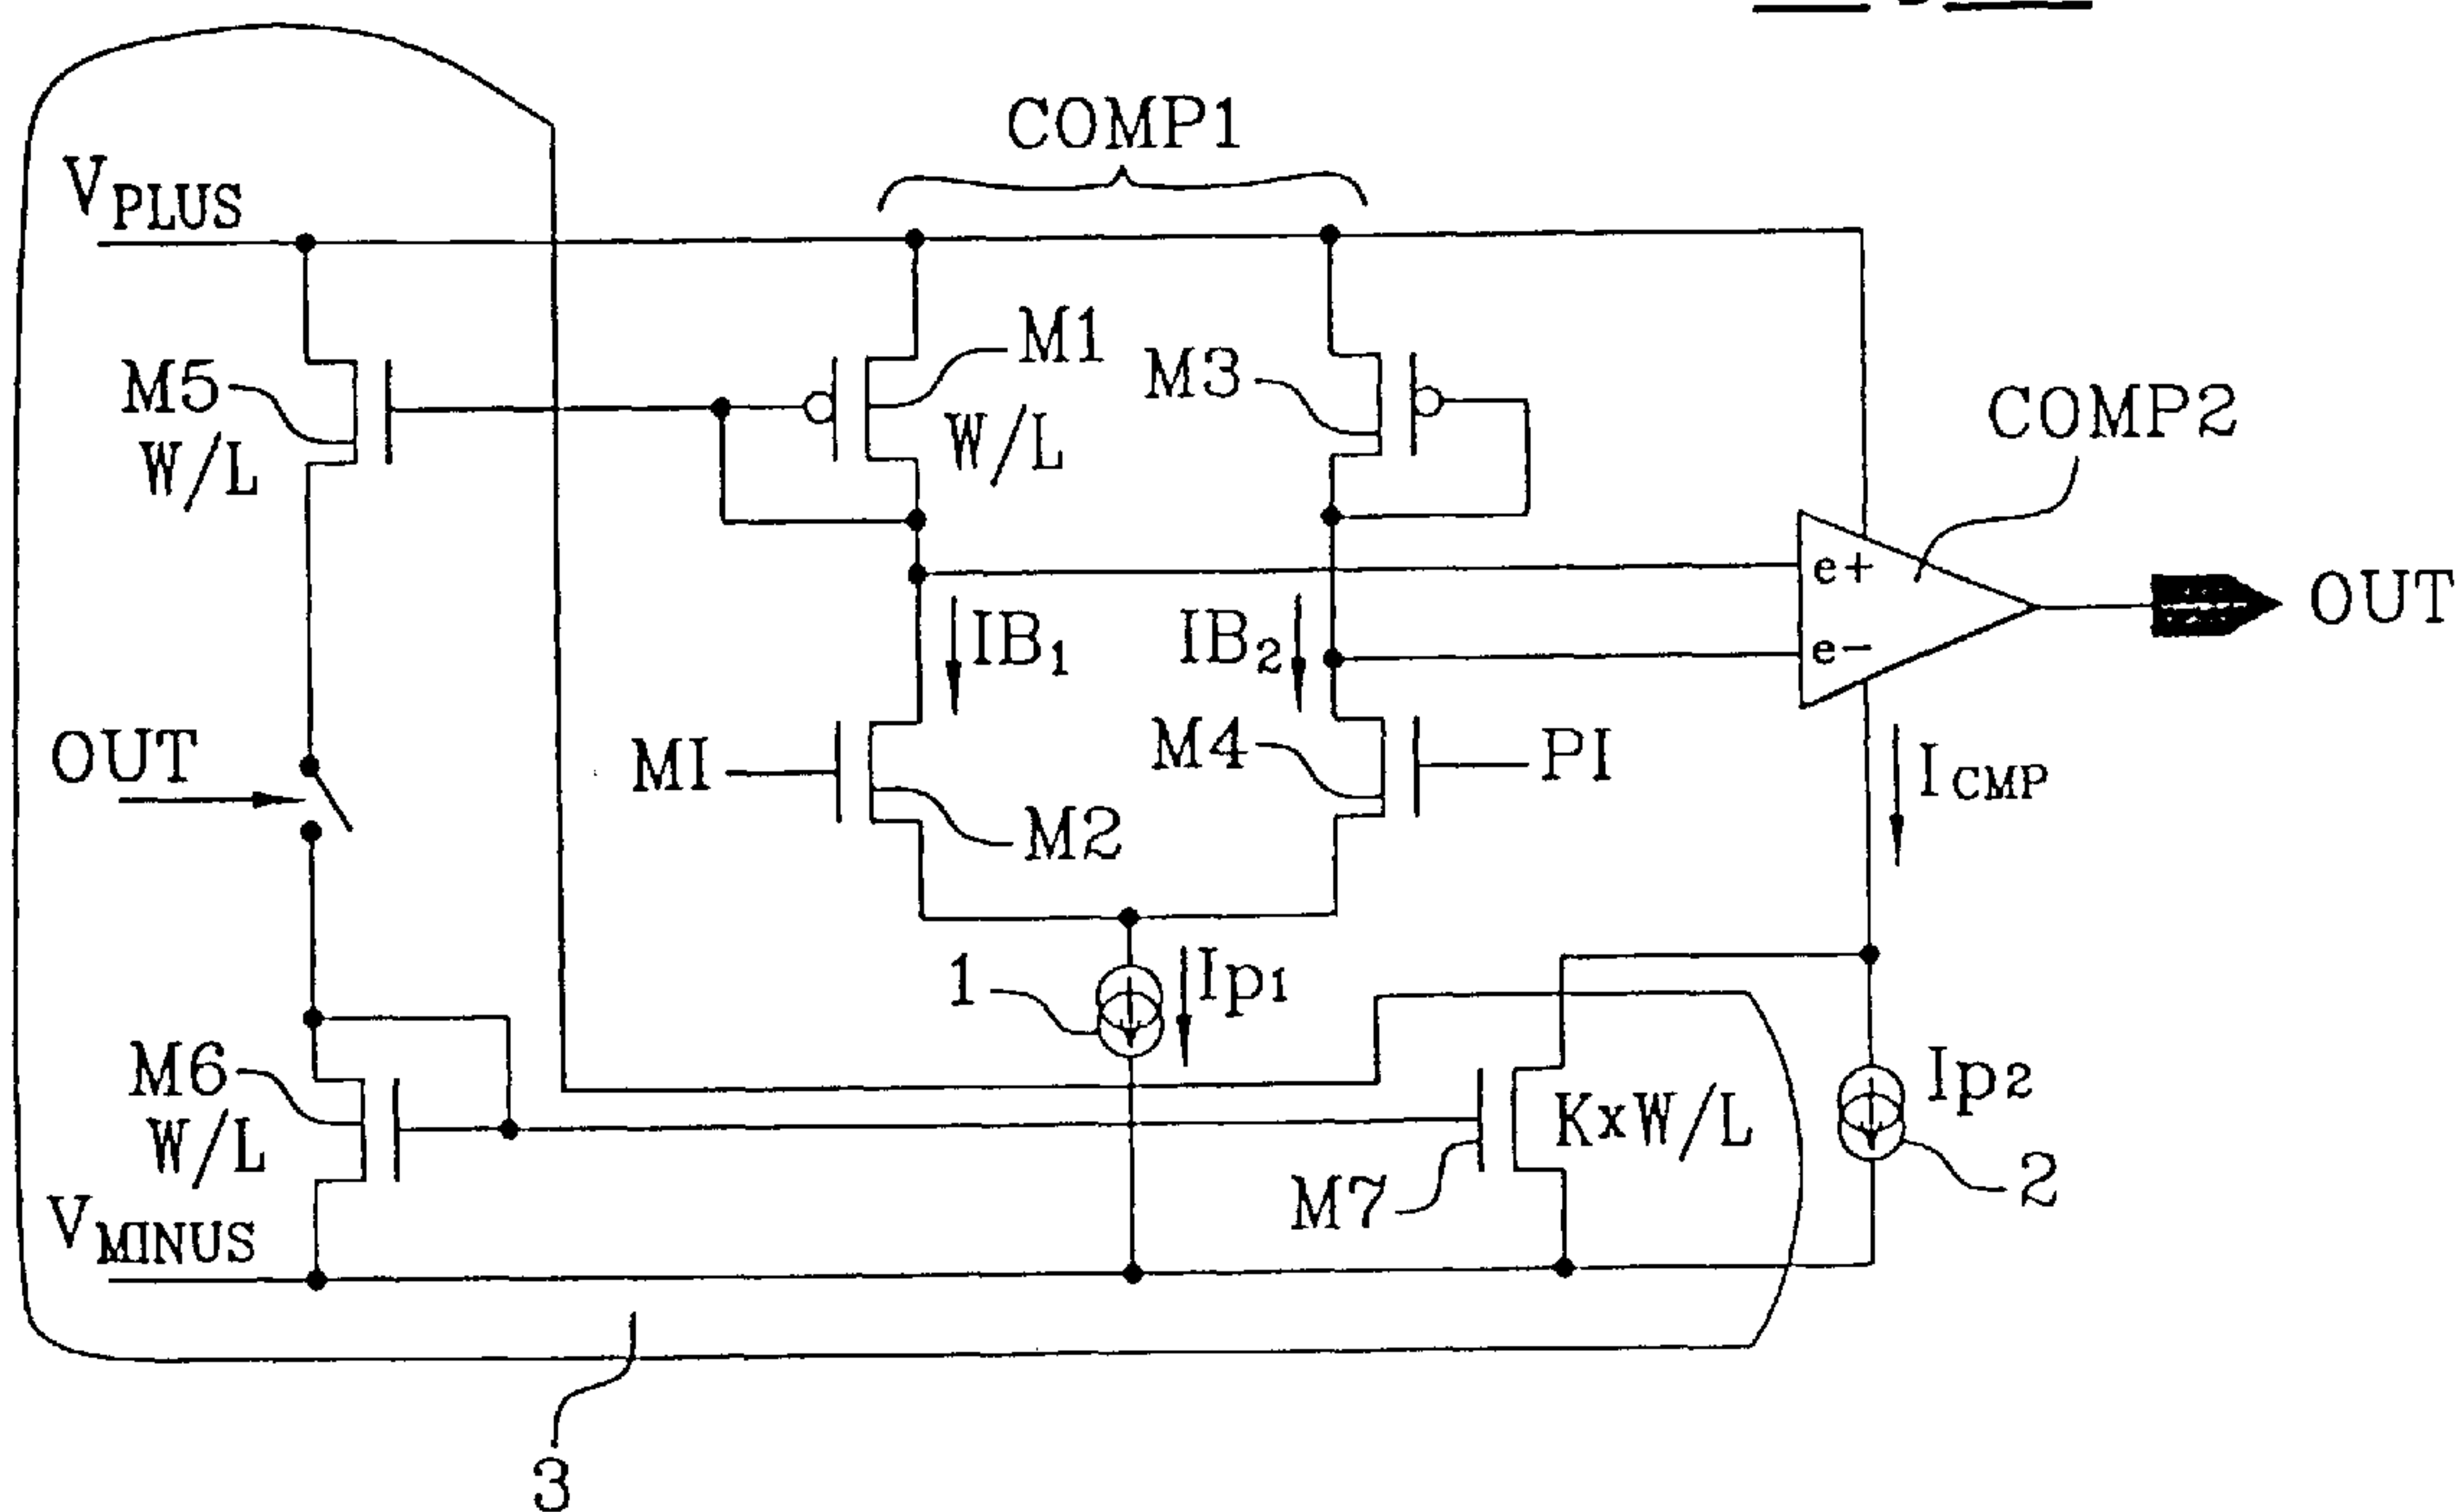 COMP1
VPLUS
M5
W/L
M1
W/L
M3
COMP2
e+
e-
OUT
IB1
IB2
OUT
MI
M2
M4
PI
ICMP
1
Ip1
M6
W/L
KxW/L
M7
Ip2
2
VMINUS
3